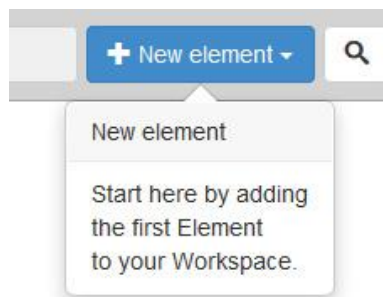 New element
New element
Start here by adding
the first Element
to your Workspace.